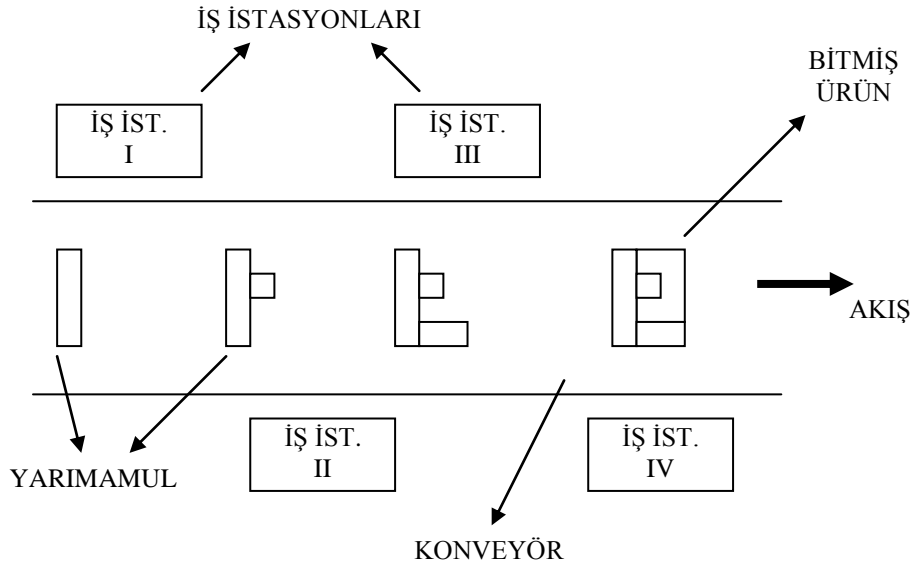 İŞ İSTASYONLARI
BİTMİŞ
ÜRÜN
İŞ İST.
I
İŞ İST.
III
AKIŞ
İŞ İST.
II
İŞ İST.
IV
YARIMAMUL
KONVEYÖR